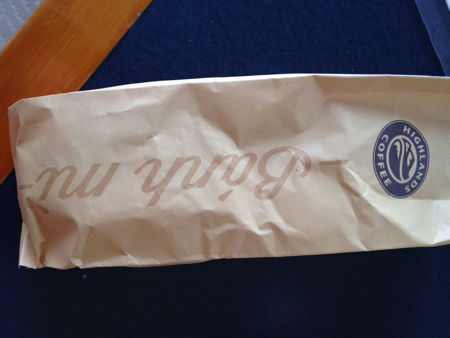 - Bánh mì -
HIGHLANDS
COFFEE